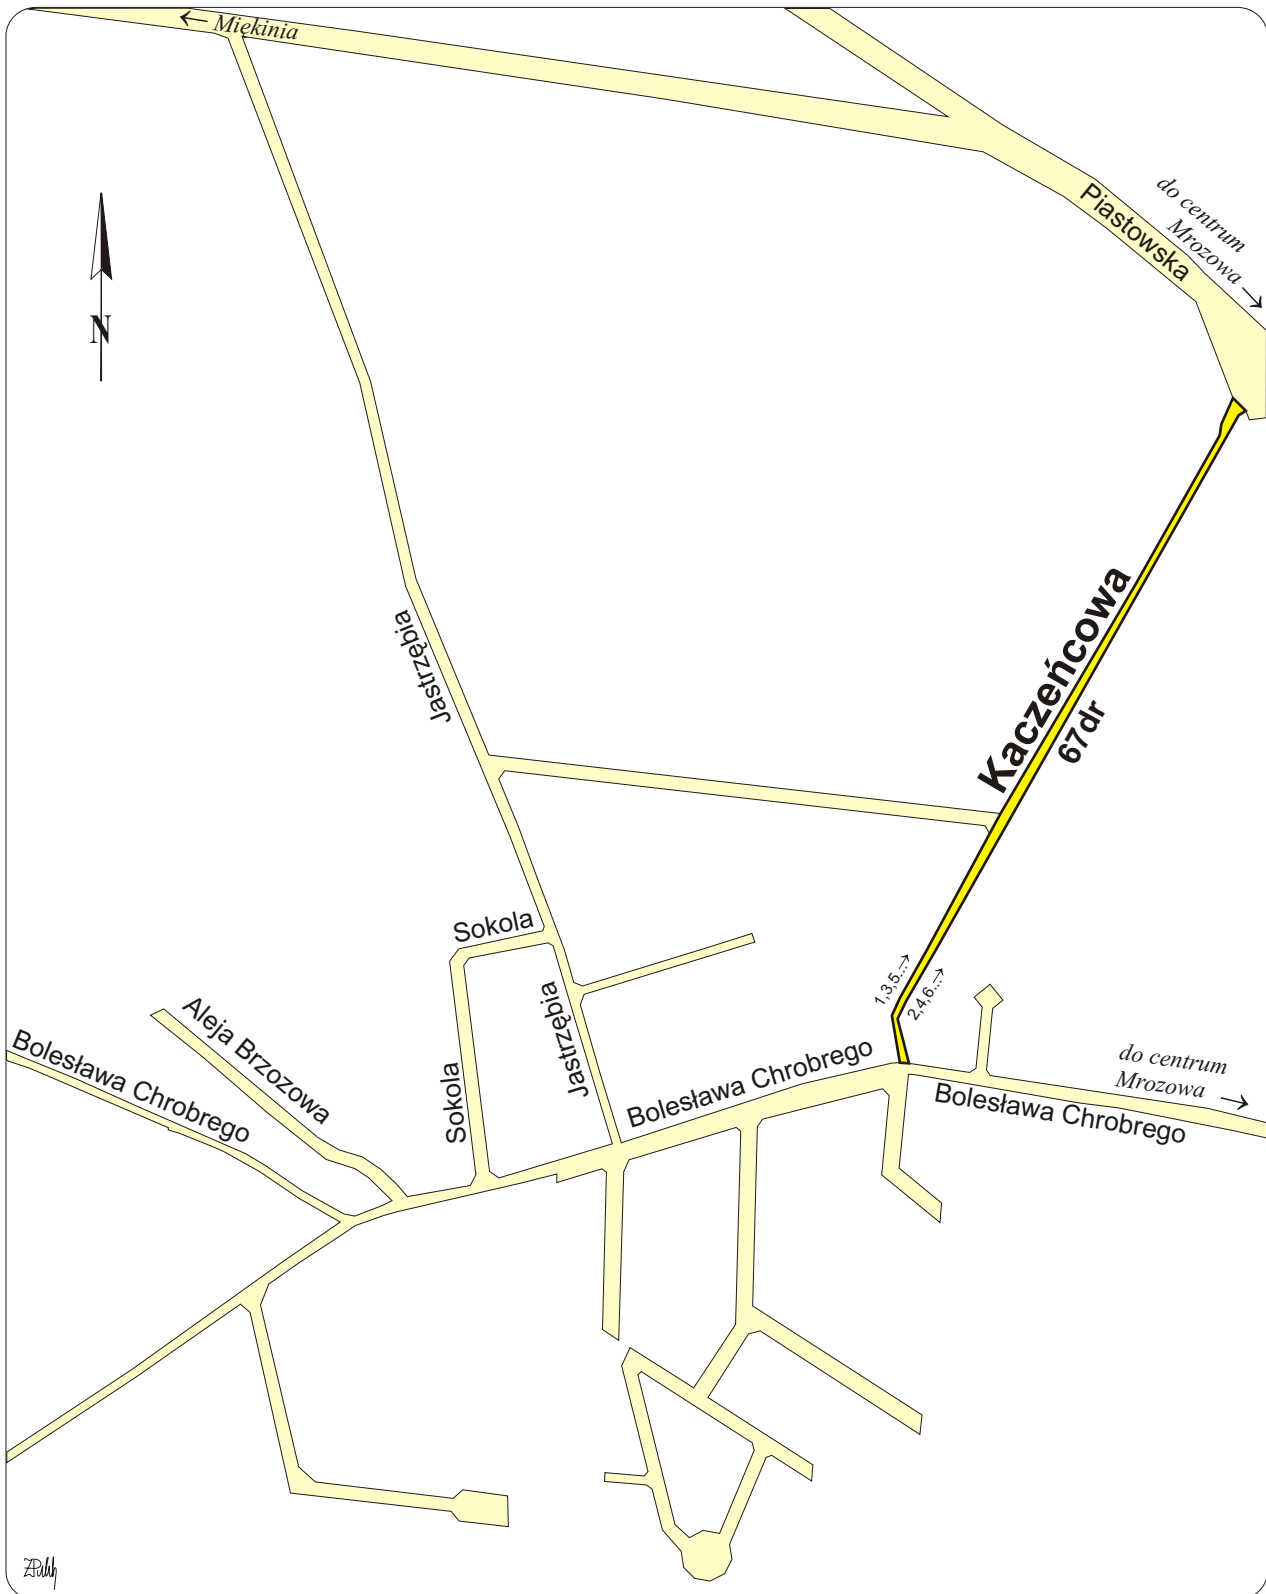 ← Miękinia
Piastowska
do centrum
Mrozowa →
N
Jastrzębia
Kaczeńcowa
67dr
Sokola
1,3,5...→
2,4,6...→
Jastrzębia
Aleja Brzozowa
Bolesława Chrobrego
Sokola
Bolesława Chrobrego
do centrum
Mrozowa →
Bolesława Chrobrego